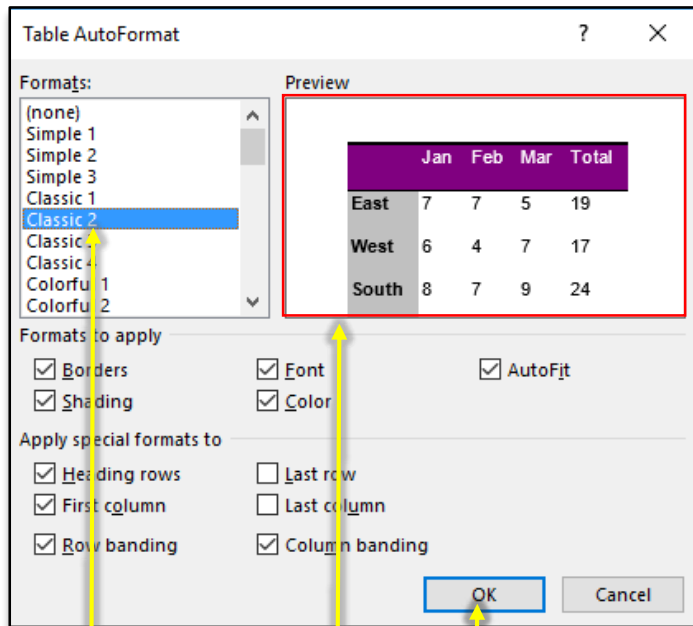 Table AutoFormat ?
Formats: Preview
(none)
Simple 1
Simple 2
Simple 3
Classic 1
Classic 2
Classic
Classic 4
Colorful 1
Colorful 2
Jan Feb Mar Total
East 7 7 5 19
West 6 4 7 17
South 8 7 9 24
Formats to apply
Borders Font AutoFit
Shading Color
Apply special formats to
Heading rows Last row
First column Last column
Row banding Column banding
OK Cancel